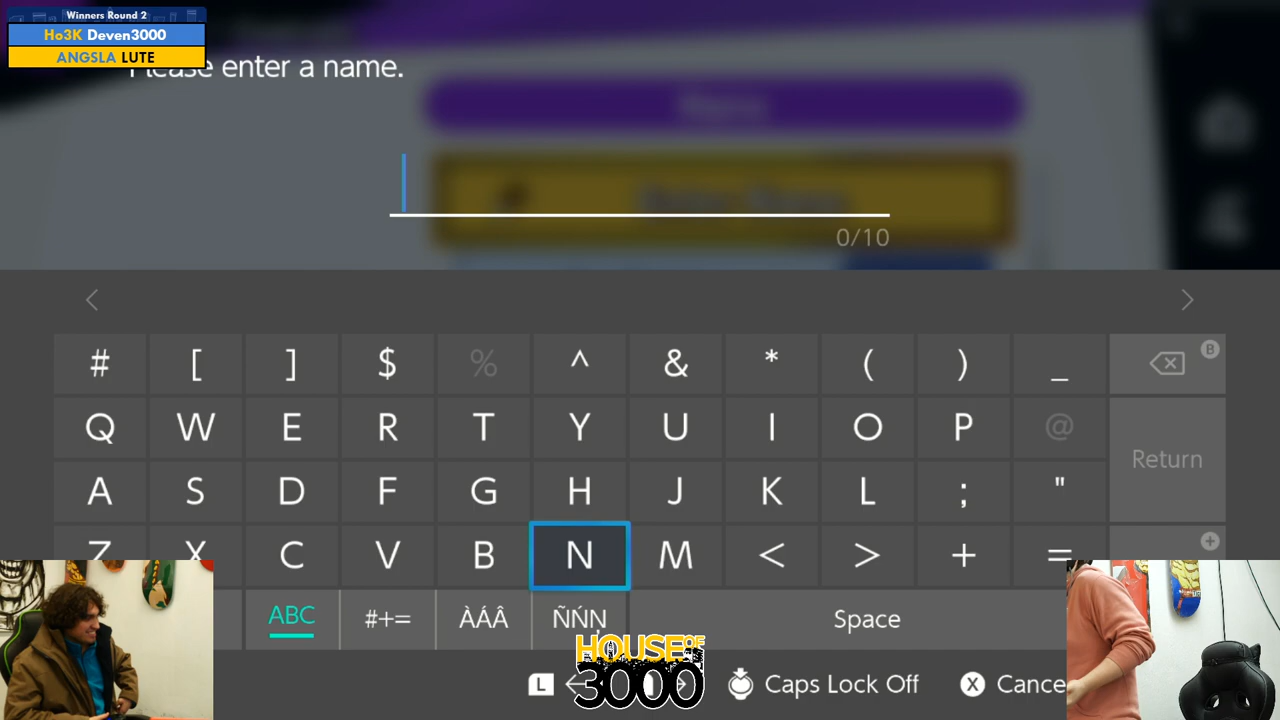 Winners Round 2
Ho3K Deven3000
ANGSLA LUTE
Please enter a name.
0/10
# [ ] $ % ^ & * ( ) _ B
Q W E R T Y U I O P @
Return
A S D F G H J K L ; "
Z X C V B N M < > + =
ABC #+= ÀÁÂ ÑŃŅ Space
HOUSE OF
3000
L Caps Lock Off X Cance